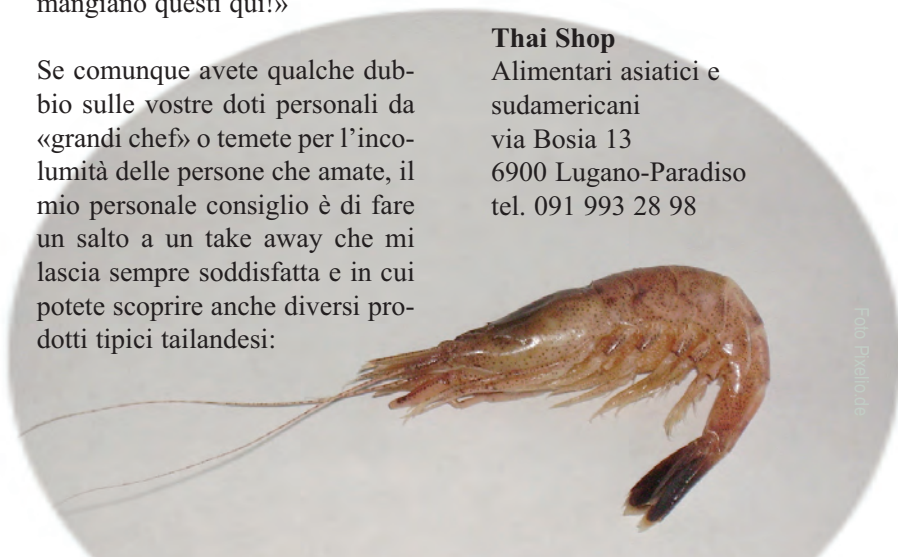 mangiano questi qui!»
Se comunque avete qualche dub-
bio sulle vostre doti personali da
«grandi chef» o temete per l'inco-
lumità delle persone che amate, il
mio personale consiglio è di fare
un salto a un take away che mi
lascia sempre soddisfatta e in cui
potete scoprire anche diversi pro-
dotti tipici tailandesi:
Thai Shop
Alimentari asiatici e
sudamericani
via Bosia 13
6900 Lugano-Paradiso
tel. 091 993 28 98
Foto Pixelio.de